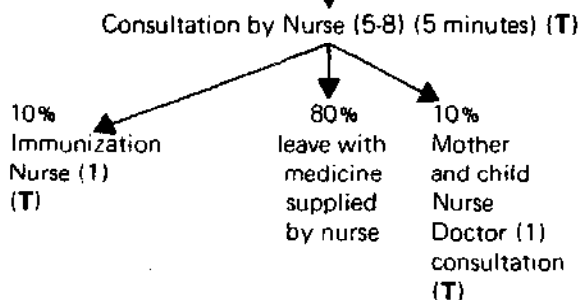 Consultation by Nurse (5-8) (5 minutes) (T)
10%
Immunization
Nurse (1)
(T)
80%
leave with
medicine
supplied
by nurse
10%
Mother
and child
Nurse
Doctor (1)
consultation
(T)